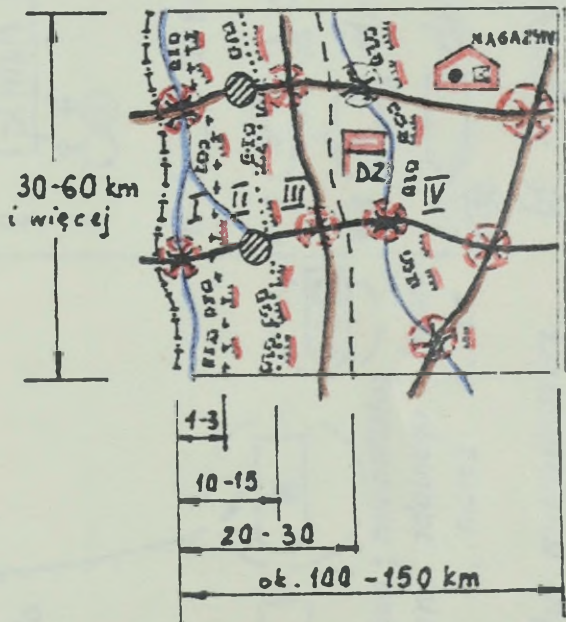 MAGAZYN
30-60 km
i więcej
I
II
III
DZ
IV
1-3
10-15
20-30
ok. 100-150 km